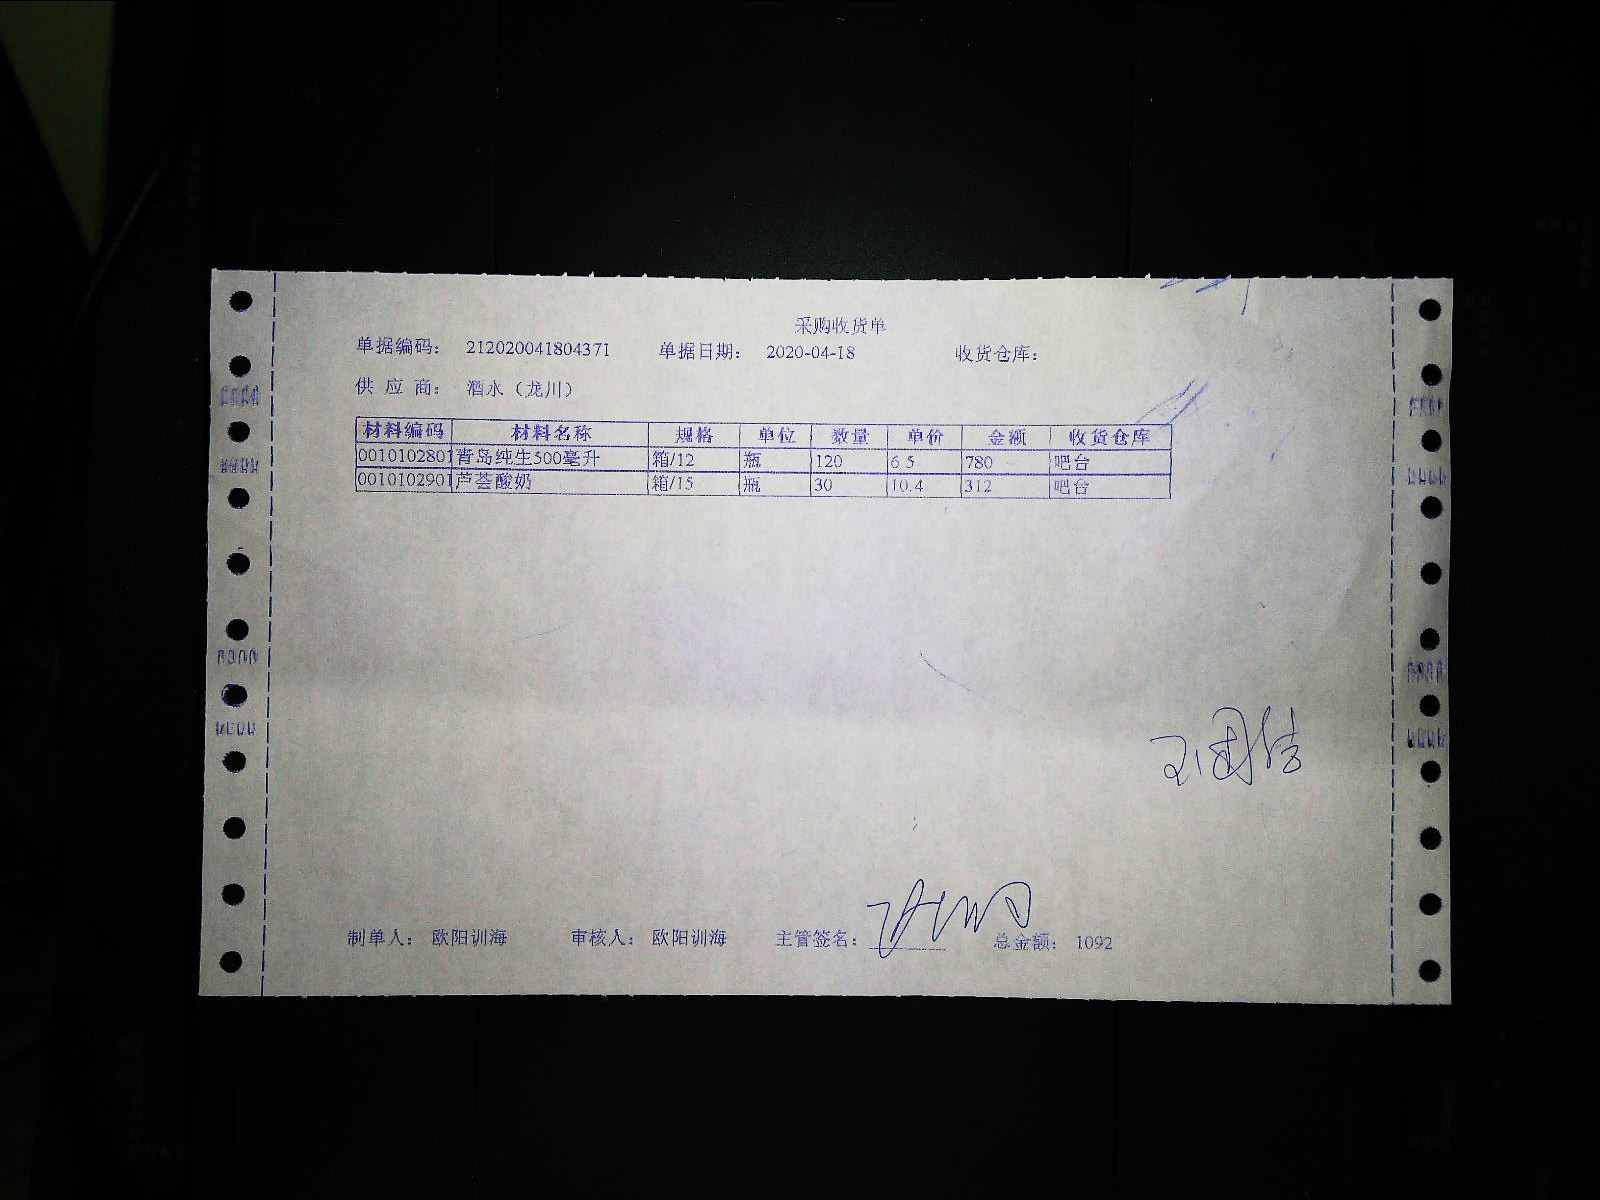 采购收货单
单据编码： 212020041804371 单据日期： 2020-04-18 收货仓库：
供 应 商： 酒水（龙川）
材料编码 材料名称 规格 单位 数量 单价 金额 收货仓库
0010102801 青岛纯生500毫升 箱/12 瓶 120 6.5 780 吧台
0010102901 芦荟酸奶 箱/15 瓶 30 10.4 312 吧台
制单人： 欧阳训海 审核人： 欧阳训海 主管签名： 总金额： 1092